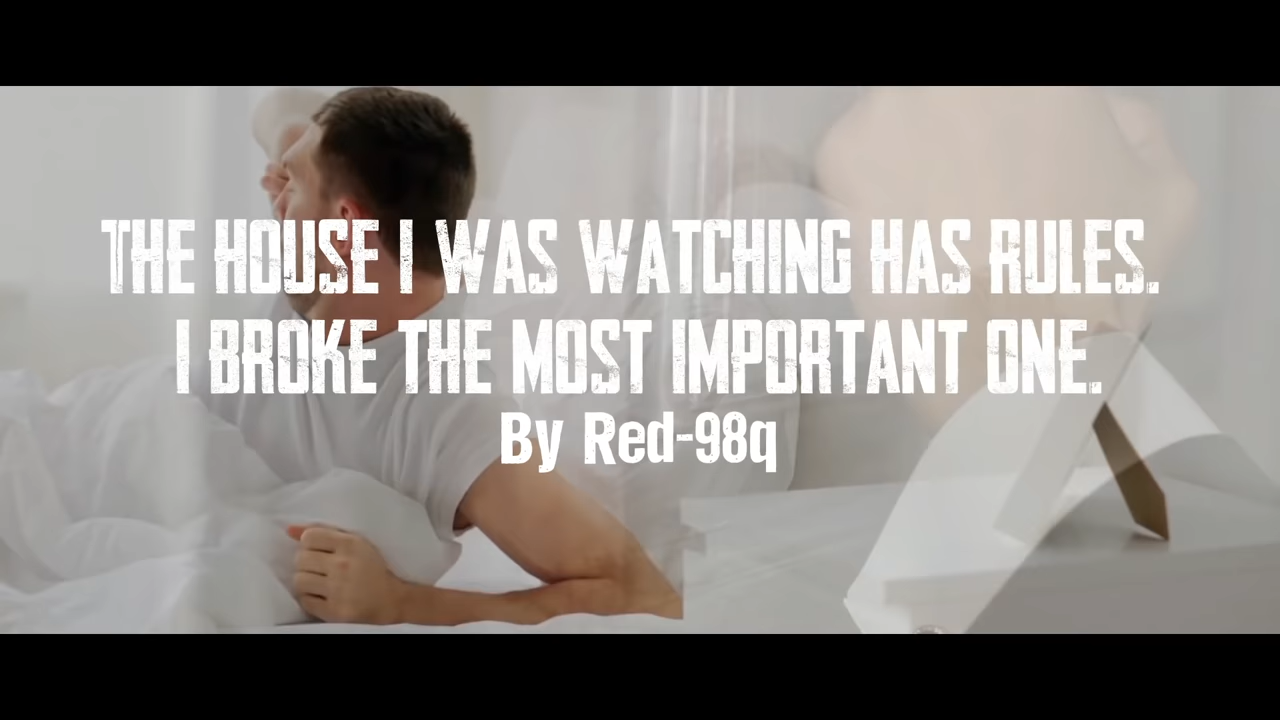 THE HOUSE I WAS WATCHING HAS RULES.
I BROKE THE MOST IMPORTANT ONE.
By Red-98q